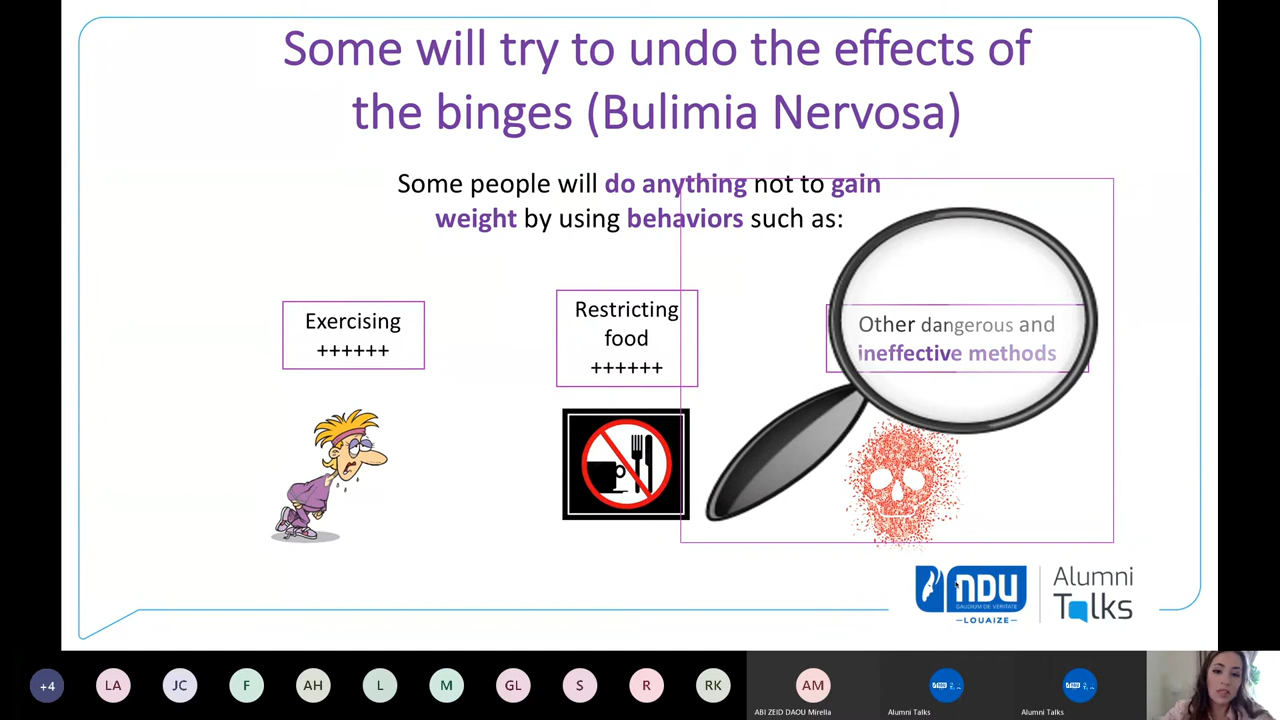 Some will try to undo the effects of
the binges (Bulimia Nervosa)
Some people will do anything not to gain
weight by using behaviors such as:
Exercising
++++++
Restricting
food
++++++
Other dangerous and
ineffective methods
NDU
GAUDIUM DE VERITATE
LOUAIZE
Alumni
Talks
+4
LA
JC
F
AH
L
M
GL
S
R
RK
AM
ABI ZEID DAOU Mirella
Alumni Talks
Alumni Talks